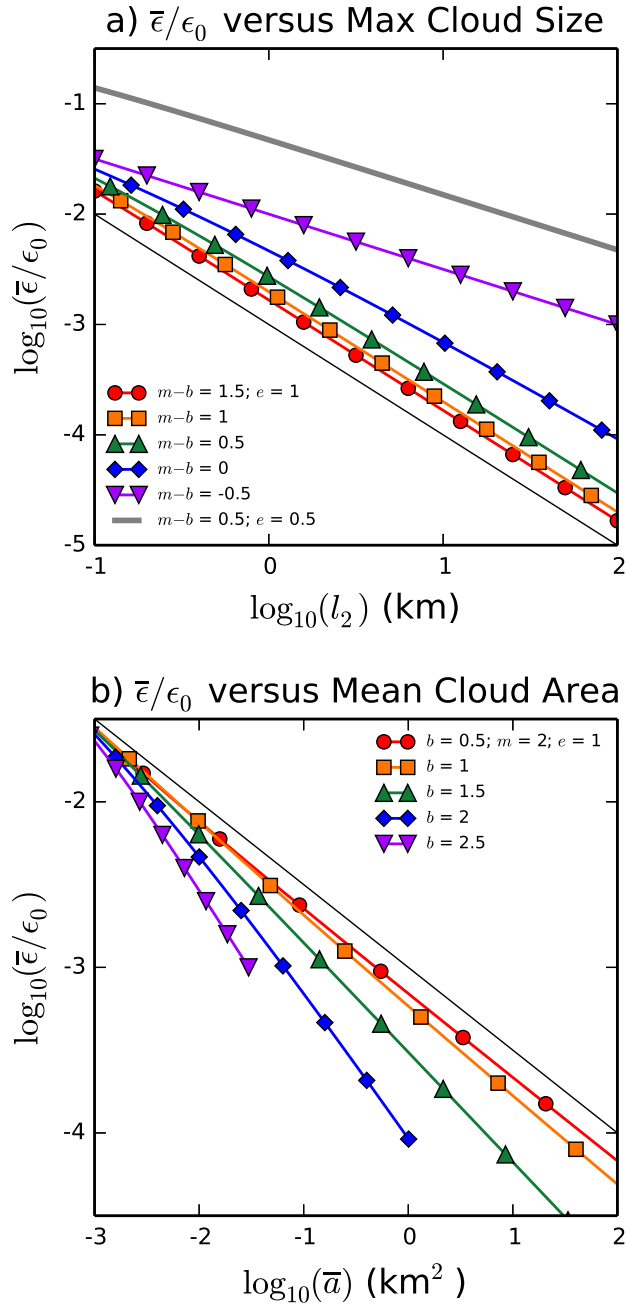 a) ϵ̅/ϵ₀ versus Max Cloud Size
-1
-2
-3
-4
-5
log₁₀(ϵ̅/ϵ₀)
m−b = 1.5; e = 1
m−b = 1
m−b = 0.5
m−b = 0
m−b = -0.5
m−b = 0.5; e = 0.5
-1 0 1 2
log₁₀(l₂) (km)
b) ϵ̅/ϵ₀ versus Mean Cloud Area
-2
-3
-4
log₁₀(ϵ̅/ϵ₀)
b = 0.5; m = 2; e = 1
b = 1
b = 1.5
b = 2
b = 2.5
-3 -2 -1 0 1 2
log₁₀(a̅) (km²)